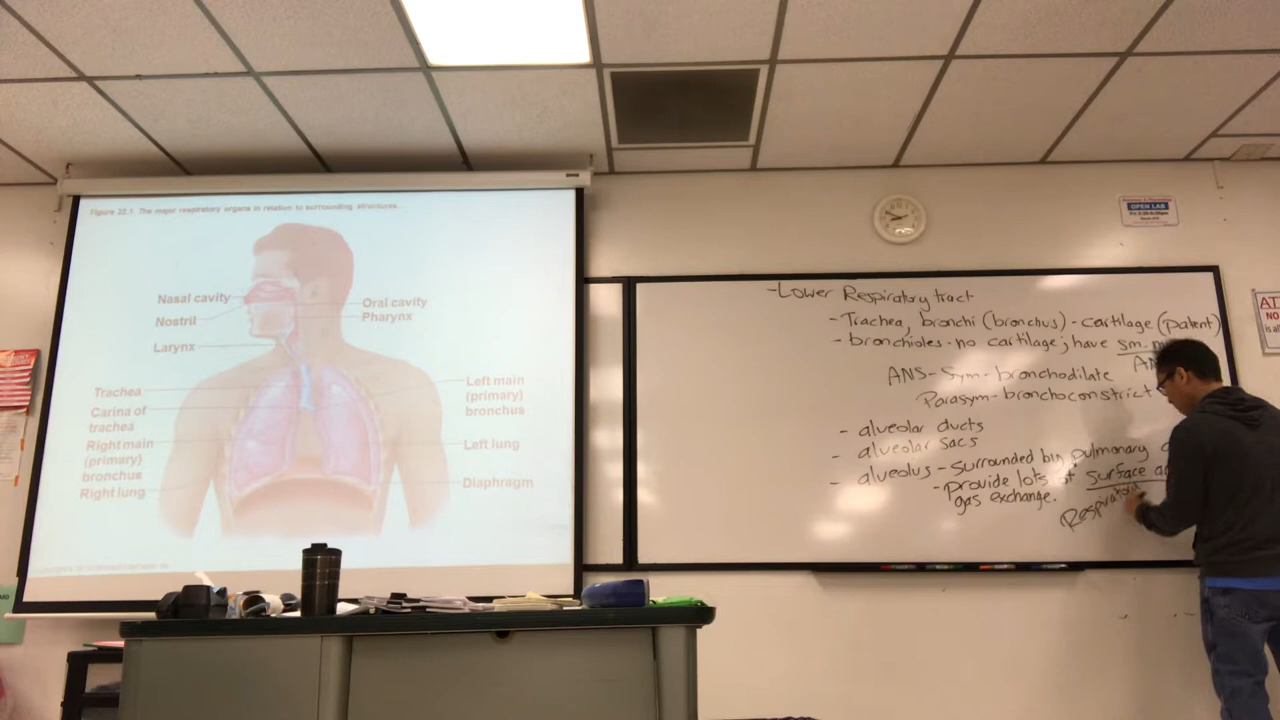 Figure 22.1 The major respiratory organs in relation to surrounding structures.
Nasal cavity
Nostril
Larynx
Trachea
Carina of
trachea
Right main
(primary)
bronchus
Right lung
Oral cavity
Pharynx
Left main
(primary)
bronchus
Left lung
Diaphragm
-Lower Respiratory tract
- Trachea, bronchi (bronchus) - cartilage (patent)
- bronchioles - no cartilage; have sm.
ANS - Sym - bronchodilate
Parasym - bronchoconstrict
- alveolar ducts
- alveolar sacs
- alveolus - surrounded by pulmonary
- provide lots of surface
gas exchange.
OPEN LAB